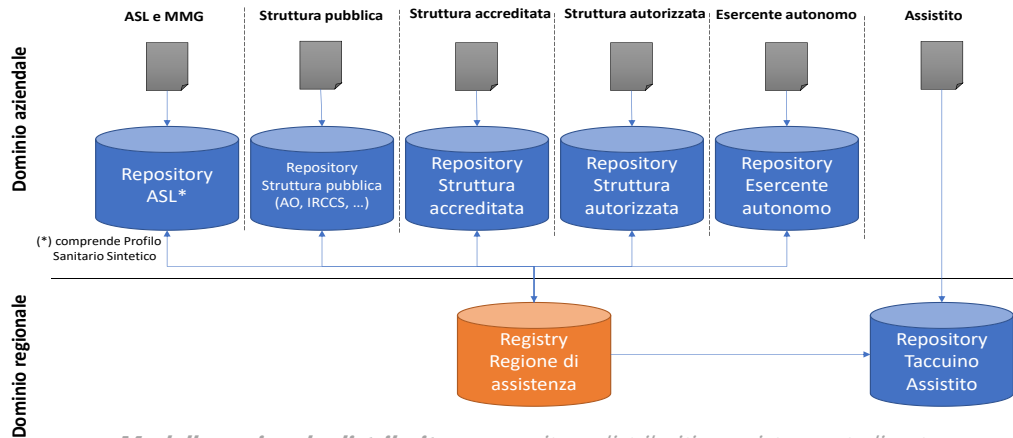 ASL e MMG
Struttura pubblica
Struttura accreditata
Struttura autorizzata
Esercente autonomo
Assistito
Dominio aziendale
Repository
ASL*
Repository
Struttura pubblica
(AO, IRCCS, ...)
Repository
Struttura
accreditata
Repository
Struttura
autorizzata
Repository
Esercente
autonomo
(*) comprende Profilo
Sanitario Sintetico
Dominio regionale
Registry
Regione di
assistenza
Repository
Taccuino
Assistito